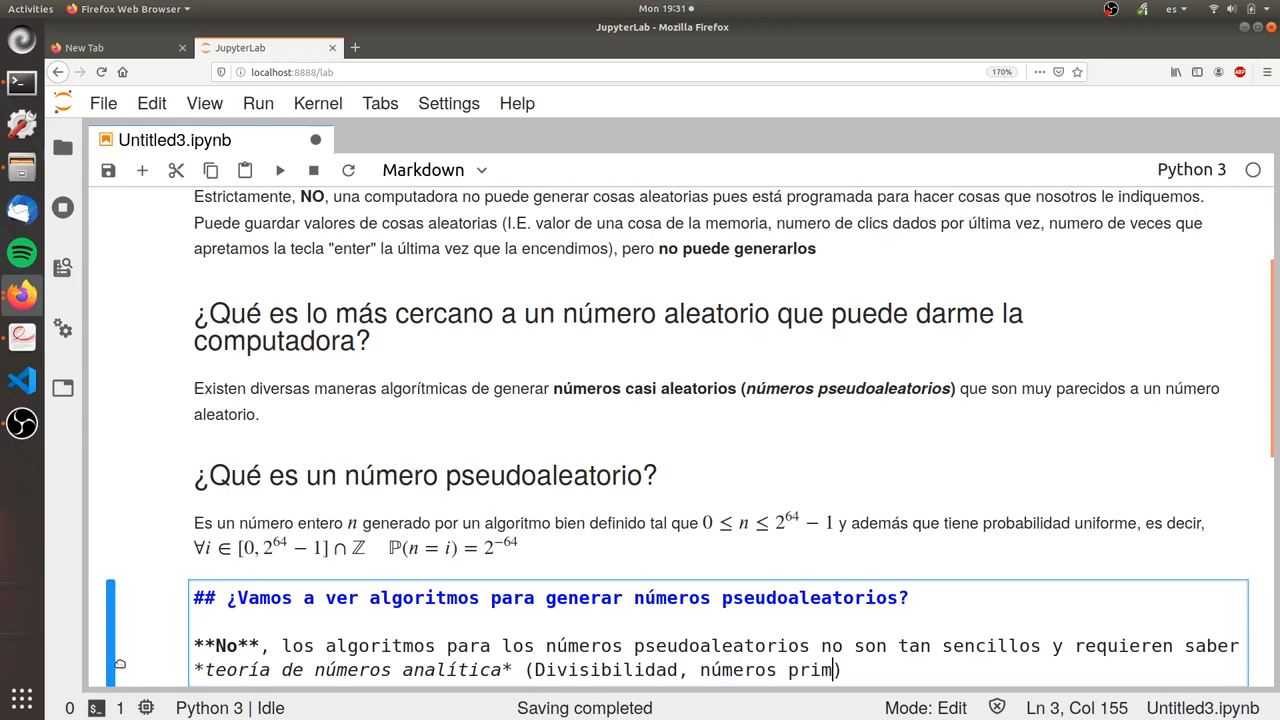 Activities Firefox Web Browser Mon 19:31 es
JupyterLab - Mozilla Firefox
New Tab JupyterLab
localhost:8888/lab 170% ABP
File Edit View Run Kernel Tabs Settings Help
Untitled3.ipynb
Markdown Python 3
Estrictamente, NO, una computadora no puede generar cosas aleatorias pues está programada para hacer cosas que nosotros le indiquemos.
Puede guardar valores de cosas aleatorias (I.E. valor de una cosa de la memoria, numero de clics dados por última vez, numero de veces que
apretamos la tecla "enter" la última vez que la encendimos), pero no puede generarlos
¿Qué es lo más cercano a un número aleatorio que puede darme la
computadora?
Existen diversas maneras algorítmicas de generar números casi aleatorios (números pseudoaleatorios) que son muy parecidos a un número
aleatorio.
¿Qué es un número pseudoaleatorio?
Es un número entero n generado por un algoritmo bien definido tal que 0 ≤ n ≤ 2^64 − 1 y además que tiene probabilidad uniforme, es decir,
∀i ∈ [0, 2^64 − 1] ∩ ℤ ℙ(n = i) = 2^−64
## ¿Vamos a ver algoritmos para generar números pseudoaleatorios?
**No**, los algoritmos para los números pseudoaleatorios no son tan sencillos y requieren saber
*teoría de números analítica* (Divisibilidad, números prim)
0 1 Python 3 | Idle Saving completed Mode: Edit Ln 3, Col 155 Untitled3.ipynb